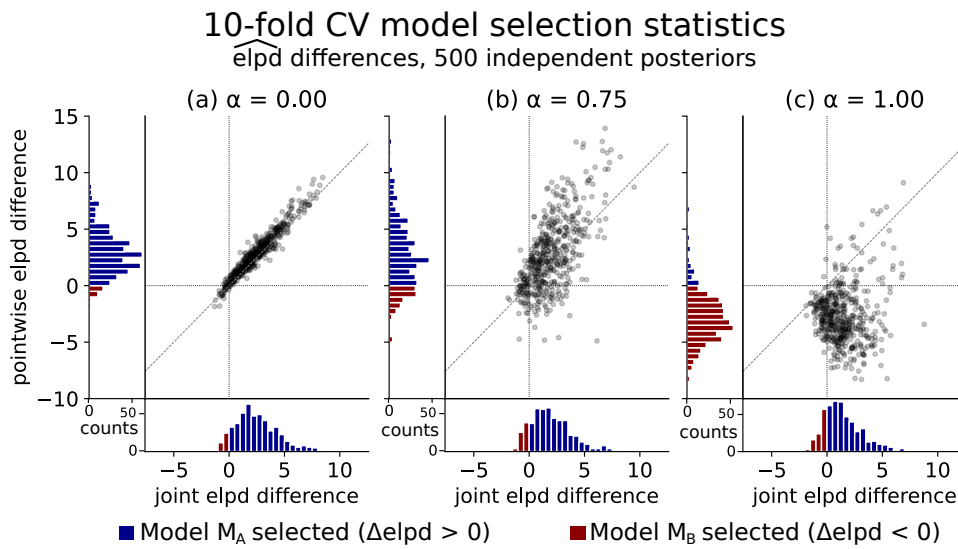 10-fold CV model selection statistics
elpd differences, 500 independent posteriors
(a) α = 0.00
(b) α = 0.75
(c) α = 1.00
pointwise elpd difference
15
10
5
0
−5
−10
0 50
0 50
0 50
50
0
counts
50
0
counts
50
0
counts
−5 0 5 10
−5 0 5 10
−5 0 5 10
joint elpd difference
joint elpd difference
joint elpd difference
Model M_A selected (Δelpd > 0)
Model M_B selected (Δelpd < 0)